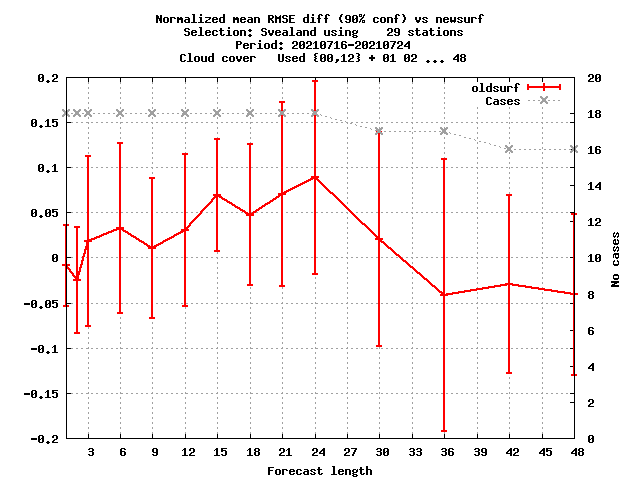 Normalized mean RMSE diff (90% conf) vs newsurf
Selection: Svealand using    29 stations
Period: 20210716-20210724
Cloud cover   Used {00,12} + 01 02 ... 48
oldsurf
Cases
0,2
0,15
0,1
0,05
0
-0,05
-0,1
-0,15
-0,2
20
18
16
14
12
10
8
6
4
2
0
No cases
3 6 9 12 15 18 21 24 27 30 33 36 39 42 45 48
Forecast length